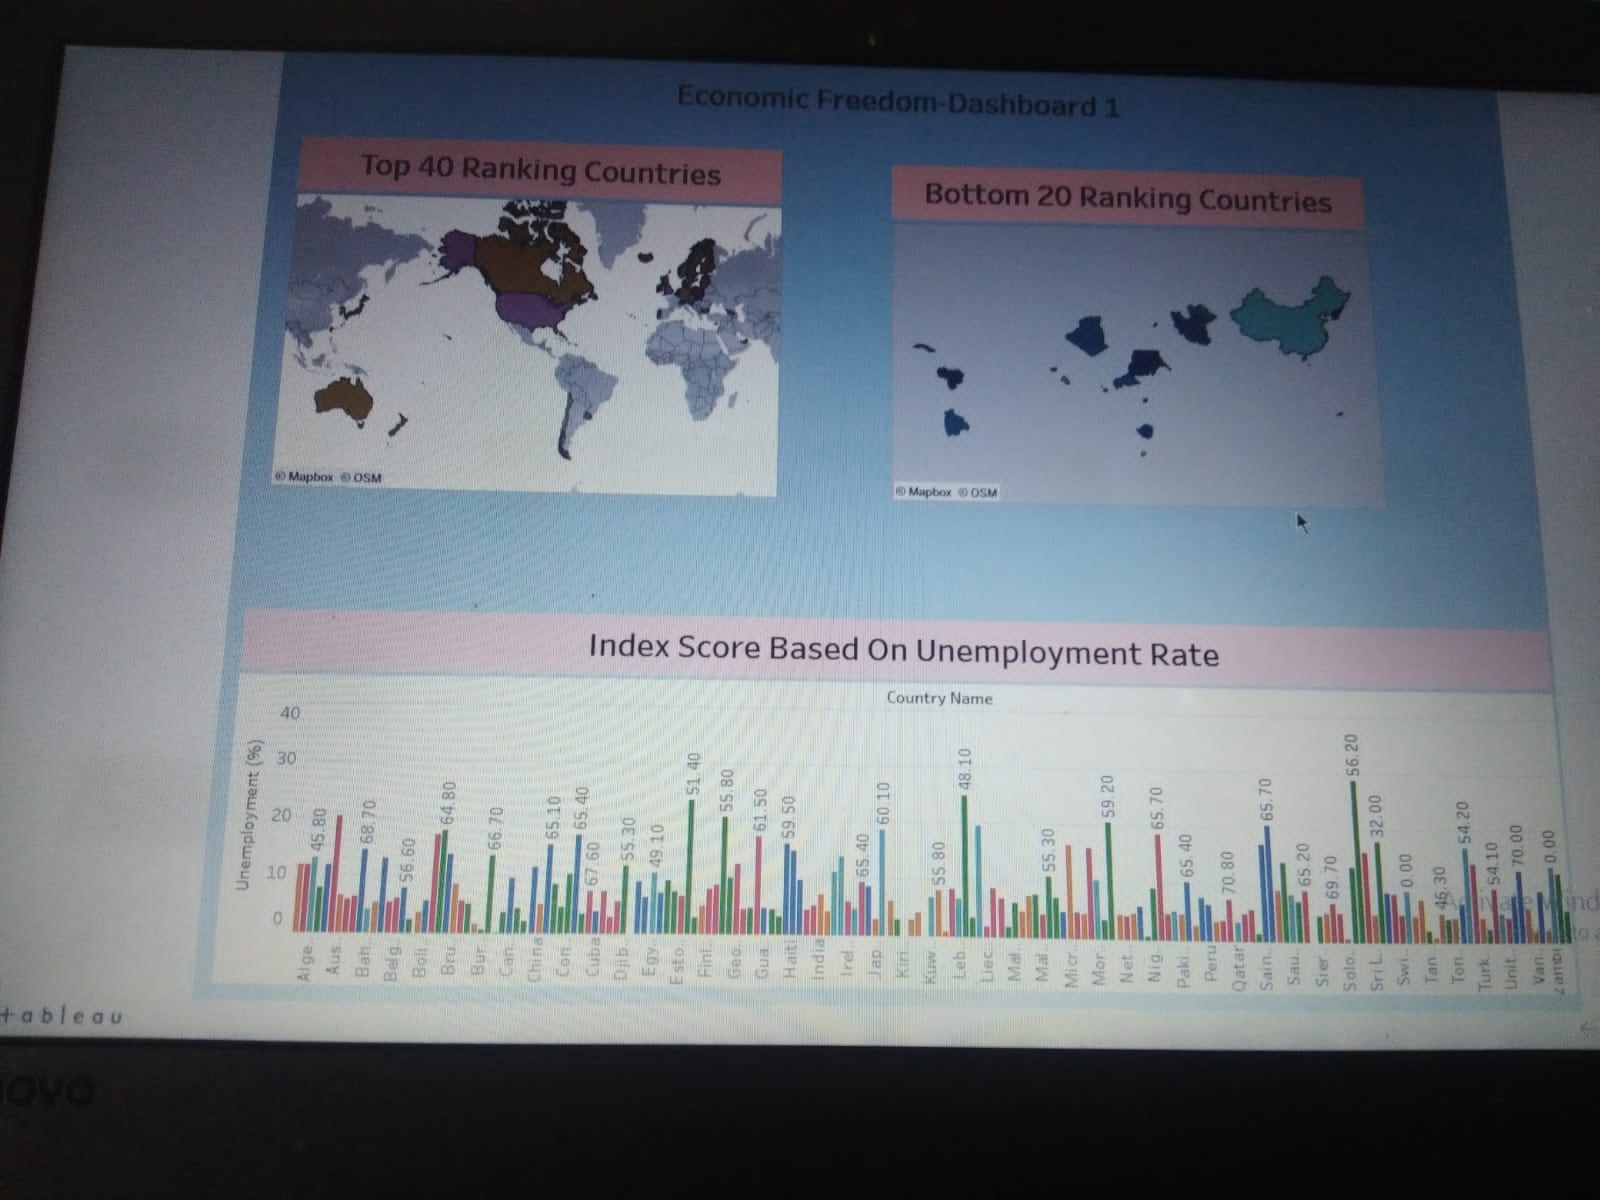 Economic Freedom-Dashboard 1
Top 40 Ranking Countries
© Mapbox © OSM
Bottom 20 Ranking Countries
© Mapbox © OSM
Index Score Based On Unemployment Rate
Country Name
Unemployment (%)
40
30
20
10
0
45.80
68.70
56.60
64.80
66.70
65.10
65.40
67.60
55.30
49.10
51.40
55.80
61.50
59.50
65.40
60.10
55.80
48.10
55.30
59.20
65.70
65.40
70.80
65.70
65.20
69.70
56.20
32.00
0.00
46.30
54.20
54.10
70.00
0.00
Alge..
Aus..
Bah..
Belg..
Boli..
Bru..
Bur..
Can..
China
Con..
Cuba
Djib..
Egy..
Esto..
Finl..
Geo..
Gua..
Haiti
India
Irel..
Jap..
Kiri..
Kuw..
Leb..
Liec..
Mal..
Mal..
Micr..
Mor..
Net..
Nig..
Paki..
Peru
Qatar
Sain..
Sau..
Sier..
Solo..
Sri L..
Swi..
Tan..
Ton..
Turk..
Unit..
Van..
Zambi
Activate Wind
+ a b l e a u